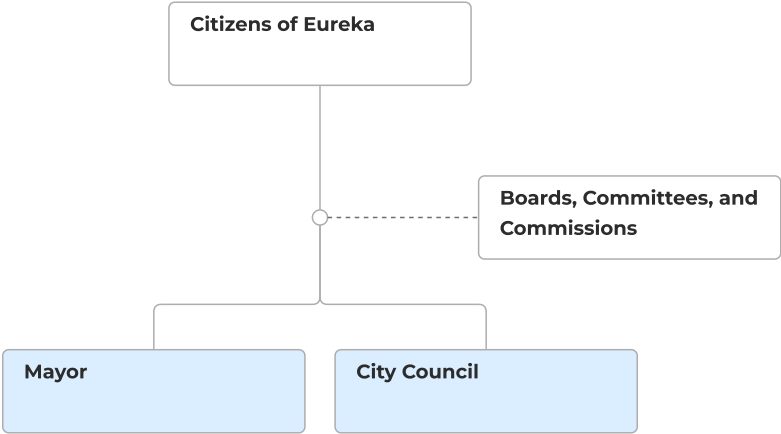 Citizens of Eureka
Boards, Committees, and
Commissions
Mayor
City Council